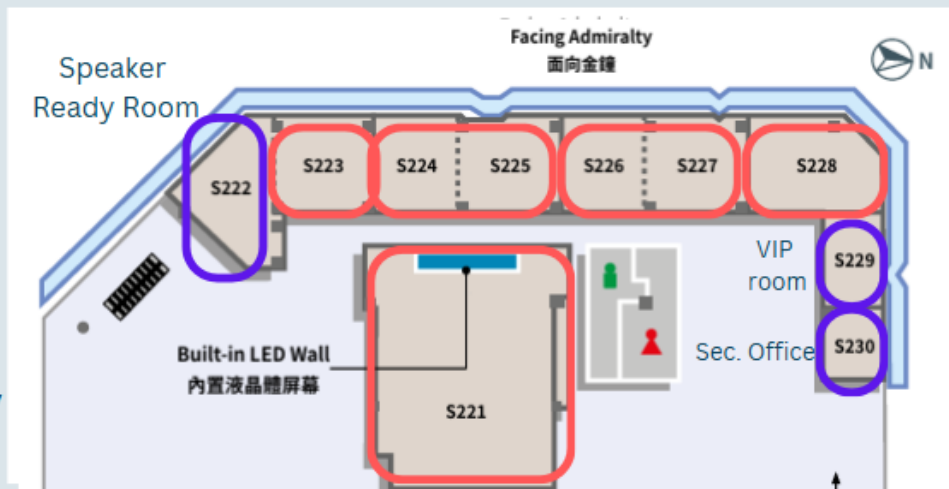 Facing Admiralty
面向金鐘
N
Speaker
Ready Room
S222
S223
S224
S225
S226
S227
S228
VIP
room
S229
Sec. Office
S230
Built-in LED Wall
內置液晶體屏幕
S221